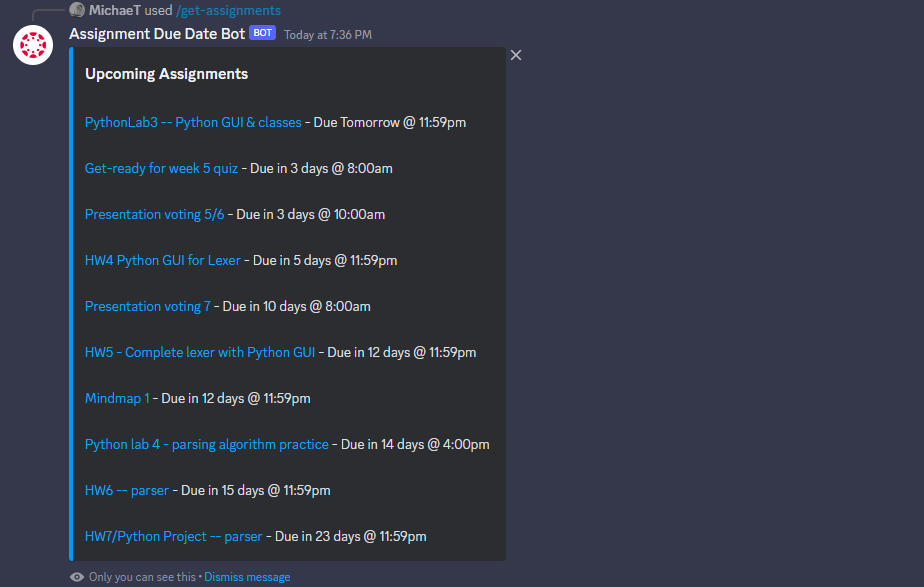 MichaeT used /get-assignments
Assignment Due Date Bot BOT Today at 7:36 PM
Upcoming Assignments
PythonLab3 -- Python GUI & classes - Due Tomorrow @ 11:59pm
Get-ready for week 5 quiz - Due in 3 days @ 8:00am
Presentation voting 5/6 - Due in 3 days @ 10:00am
HW4 Python GUI for Lexer - Due in 5 days @ 11:59pm
Presentation voting 7 - Due in 10 days @ 8:00am
HW5 - Complete lexer with Python GUI - Due in 12 days @ 11:59pm
Mindmap 1 - Due in 12 days @ 11:59pm
Python lab 4 - parsing algorithm practice - Due in 14 days @ 4:00pm
HW6 -- parser - Due in 15 days @ 11:59pm
HW7/Python Project -- parser - Due in 23 days @ 11:59pm
Only you can see this • Dismiss message